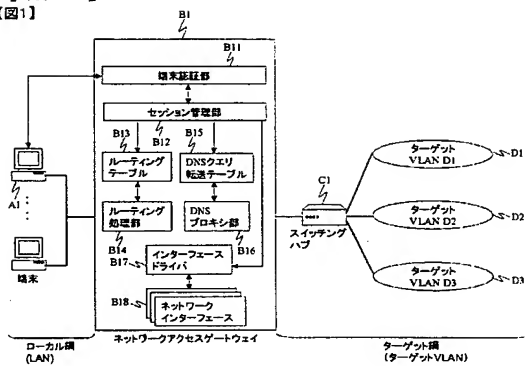 【図1】
B1
B11
端末認証部
セッション管理部
B13
B12
B15
ルーティング
テーブル
DNSクエリ
転送テーブル
ルーティング
処理部
DNS
プロキシ部
B14
B16
B17
インターフェース
ドライバ
B18
ネットワーク
インターフェース
A1
端末
C1
スイッチング
ハブ
ターゲット
VLAN D1
D1
ターゲット
VLAN D2
D2
ターゲット
VLAN D3
D3
ローカル網
(LAN)
ネットワークアクセスゲートウェイ
ターゲット網
(ターゲットVLAN)